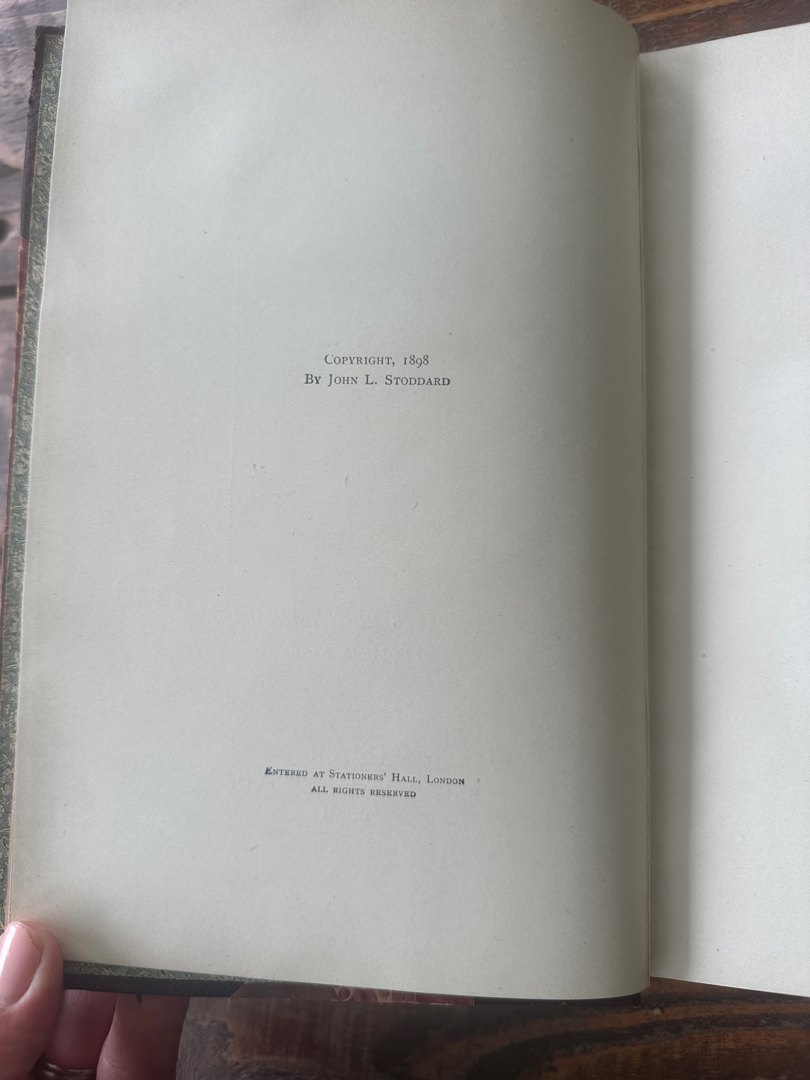 Copyright, 1898
By John L. Stoddard
Entered at Stationers' Hall, London
all rights reserved